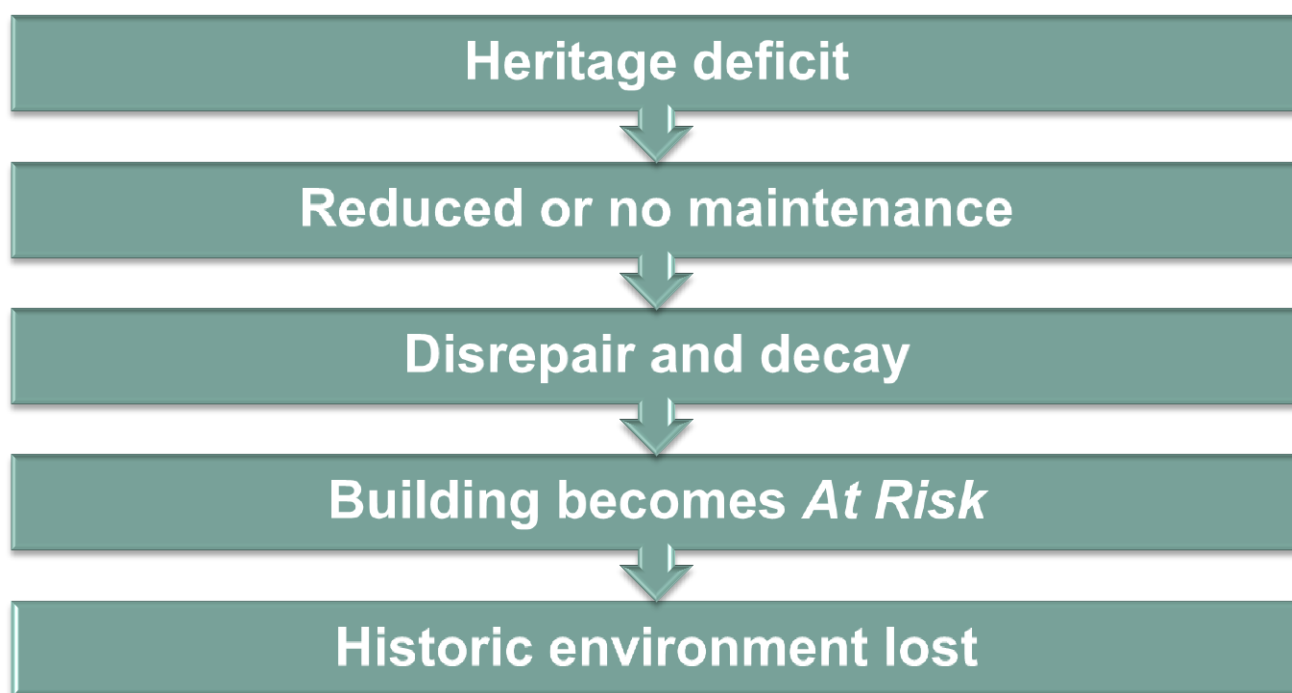 Heritage deficit
Reduced or no maintenance
Disrepair and decay
Building becomes At Risk
Historic environment lost